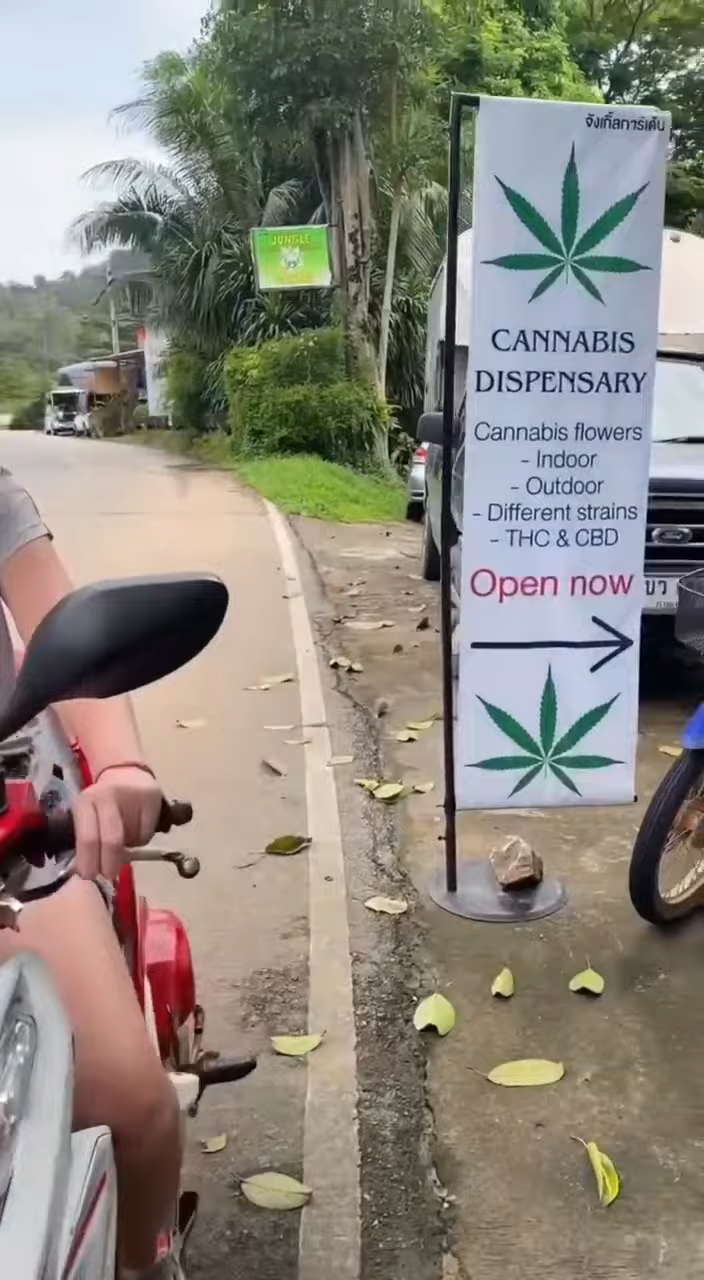 จังเกิ้ลการ์เด้น
CANNABIS
DISPENSARY
Cannabis flowers
- Indoor
- Outdoor
- Different strains
- THC & CBD
Open now
JUNGLE
Ford